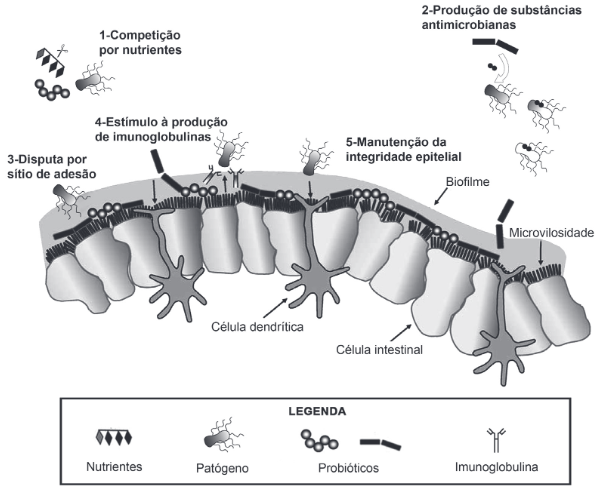 1-Competição
por nutrientes
2-Produção de substâncias
antimicrobianas
4-Estímulo à produção
de imunoglobulinas
3-Disputa por
sítio de adesão
5-Manutenção da
integridade epitelial
Biofilme
Microvilosidade
Célula dendrítica
Célula intestinal
LEGENDA
Nutrientes
Patógeno
Probióticos
Imunoglobulina